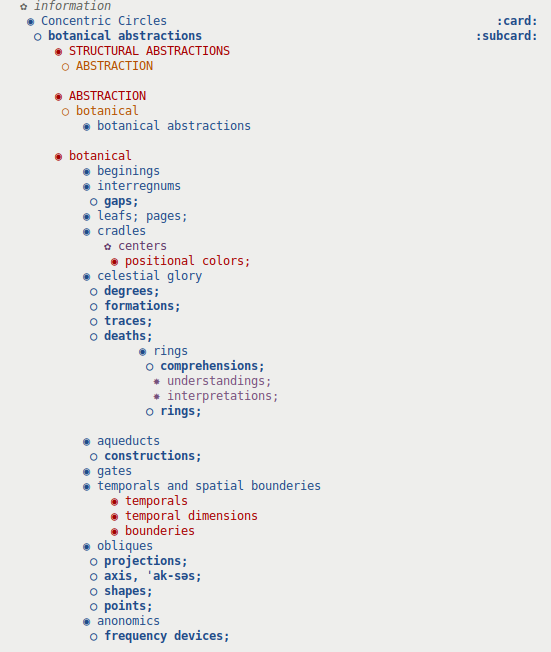 ✿ information
◉ Concentric Circles :card:
○ botanical abstractions :subcard:
◉ STRUCTURAL ABSTRACTIONS
○ ABSTRACTION
◉ ABSTRACTION
○ botanical
◉ botanical abstractions
◉ botanical
◉ beginings
◉ interregnums
○ gaps;
◉ leafs; pages;
◉ cradles
✿ centers
◉ positional colors;
◉ celestial glory
○ degrees;
○ formations;
○ traces;
○ deaths;
◉ rings
○ comprehensions;
✸ understandings;
✸ interpretations;
○ rings;
◉ aqueducts
○ constructions;
◉ gates
◉ temporals and spatial bounderies
◉ temporals
◉ temporal dimensions
◉ bounderies
◉ obliques
○ projections;
○ axis, ˈak-səs;
○ shapes;
○ points;
◉ anonomics
○ frequency devices;